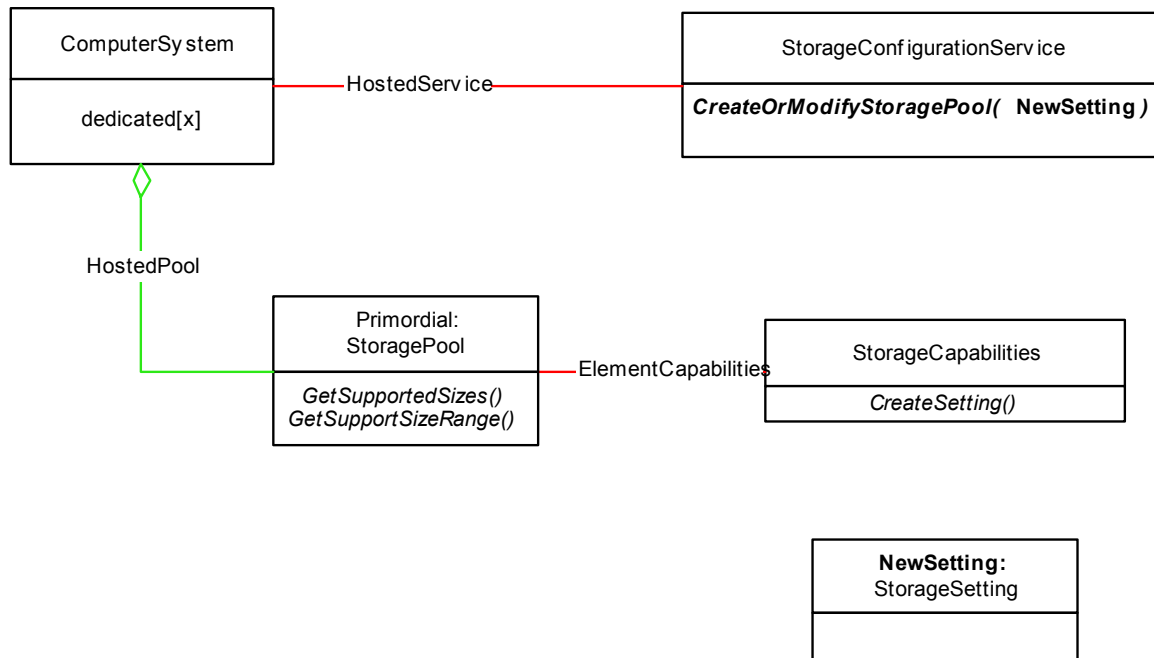 ComputerSystem
dedicated[x]
HostedService
StorageConfigurationService
CreateOrModifyStoragePool( NewSetting )
HostedPool
Primordial:
StoragePool
GetSupportedSizes()
GetSupportSizeRange()
ElementCapabilities
StorageCapabilities
CreateSetting()
NewSetting:
StorageSetting